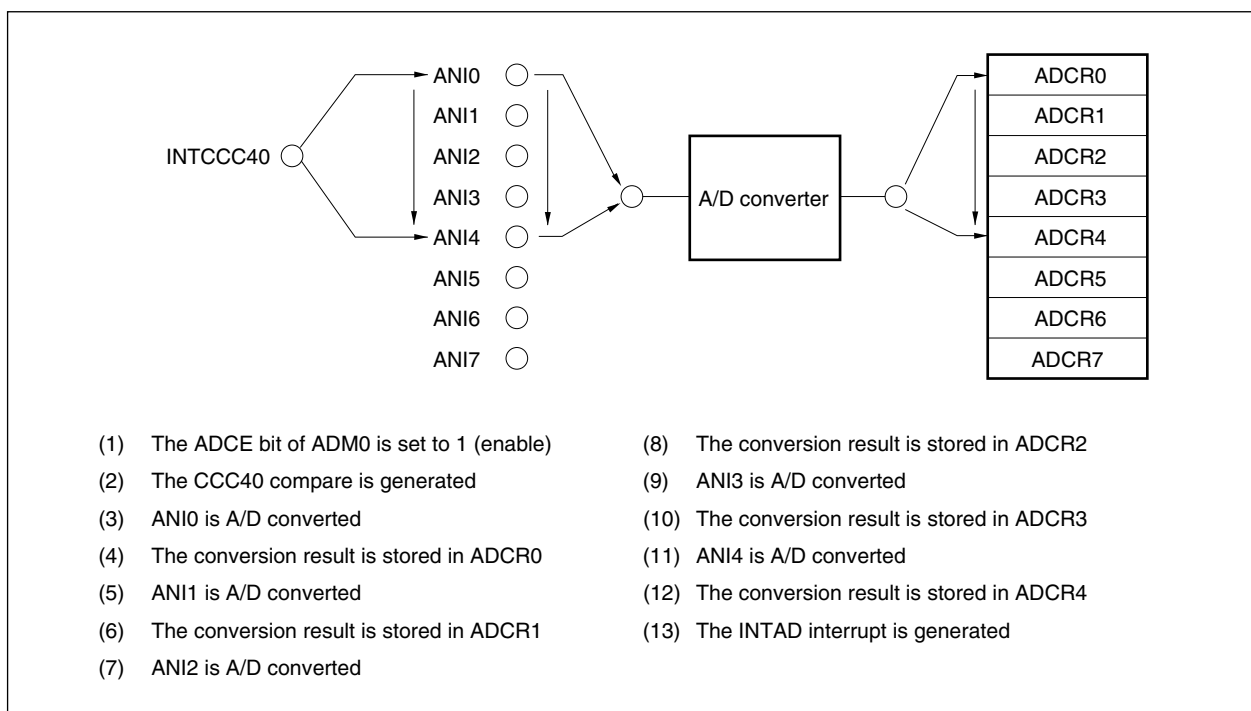 INTCCC40
ANI0
ANI1
ANI2
ANI3
ANI4
ANI5
ANI6
ANI7
A/D converter
ADCR0
ADCR1
ADCR2
ADCR3
ADCR4
ADCR5
ADCR6
ADCR7
(1) The ADCE bit of ADM0 is set to 1 (enable)
(2) The CCC40 compare is generated
(3) ANI0 is A/D converted
(4) The conversion result is stored in ADCR0
(5) ANI1 is A/D converted
(6) The conversion result is stored in ADCR1
(7) ANI2 is A/D converted
(8) The conversion result is stored in ADCR2
(9) ANI3 is A/D converted
(10) The conversion result is stored in ADCR3
(11) ANI4 is A/D converted
(12) The conversion result is stored in ADCR4
(13) The INTAD interrupt is generated